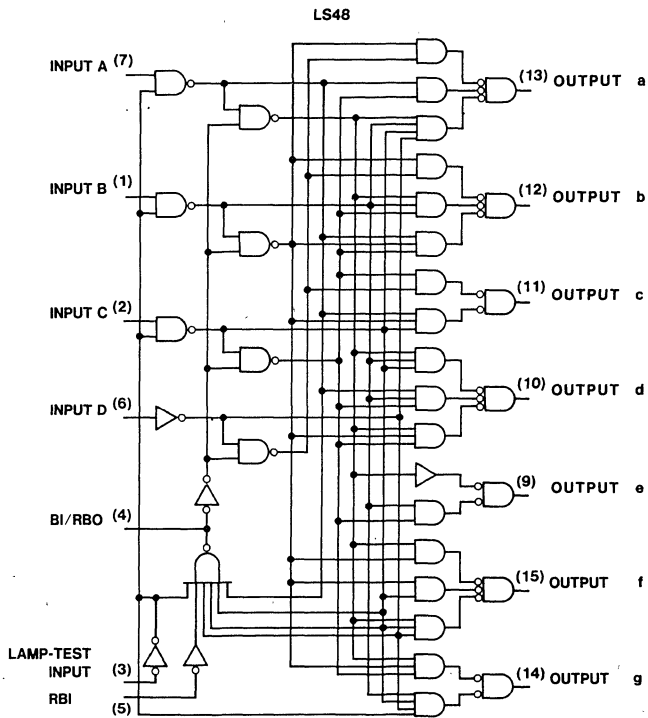 LS48
INPUT A (7)
(13) OUTPUT a
INPUT B (1)
(12) OUTPUT b
(11) OUTPUT c
INPUT C (2)
(10) OUTPUT d
INPUT D (6)
(9) OUTPUT e
BI/RBO (4)
(15) OUTPUT f
LAMP-TEST
INPUT (3)
(14) OUTPUT g
RBI
(5)